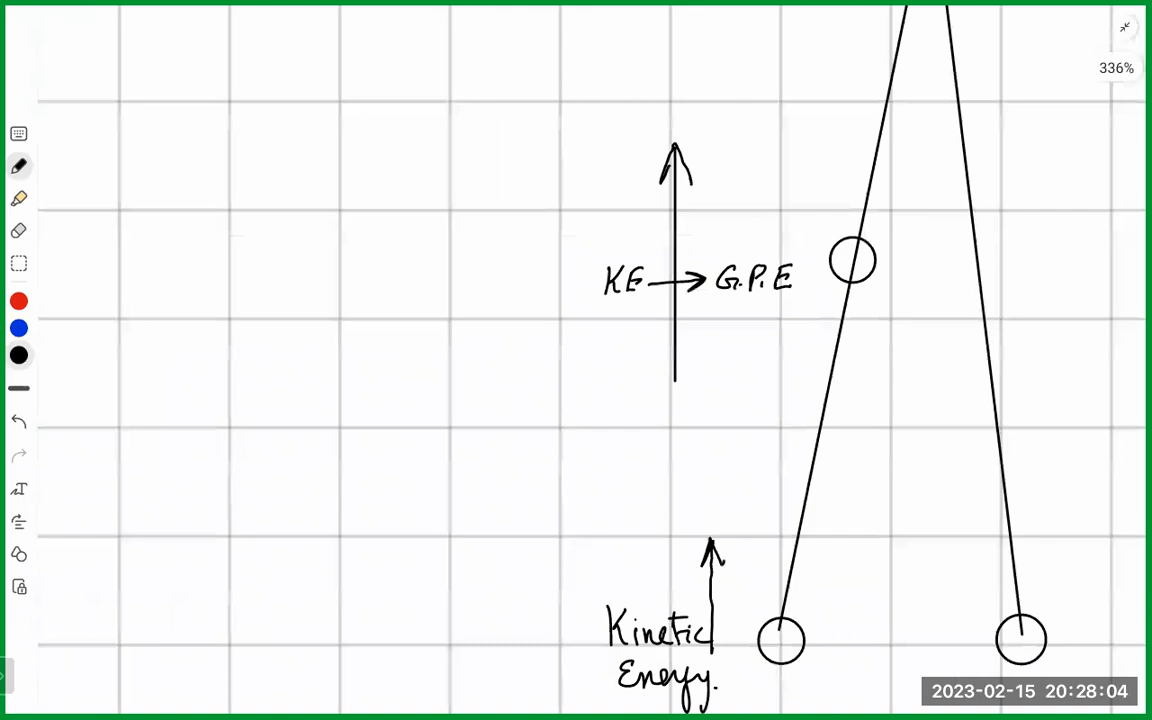 336%
KE → G.P.E
Kinetic
Energy.
2023-02-15 20:28:04